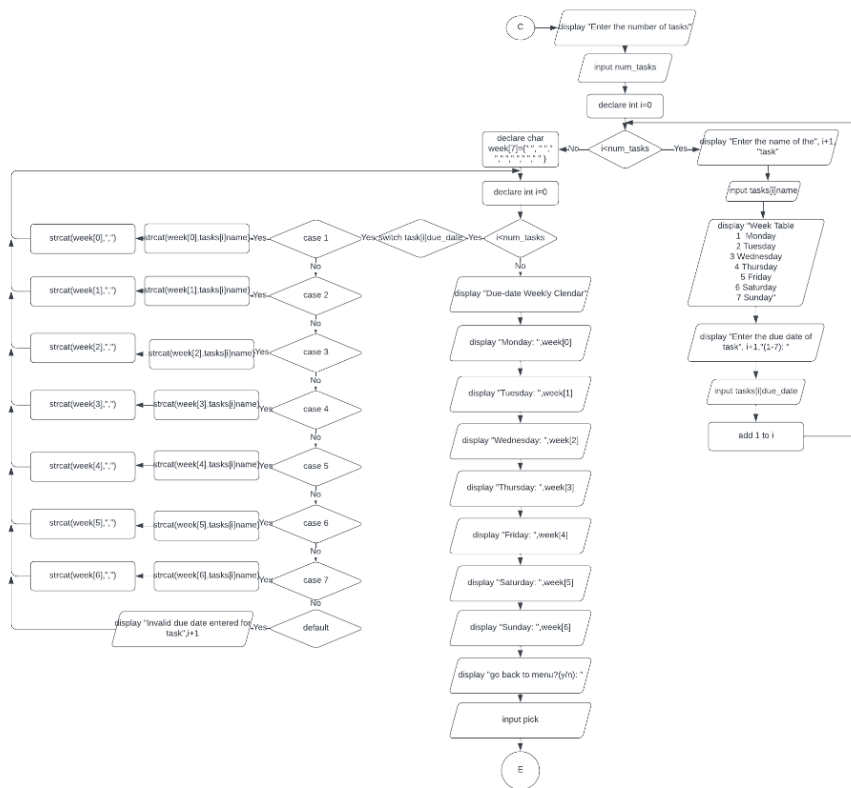 C
display "Enter the number of tasks"
input num_tasks
declare int i=0
i<num_tasks
No
Yes
display "Enter the name of the", i+1,
"task"
input tasks[i]name
display "Week Table
1 Monday
2 Tuesday
3 Wednesday
4 Thursday
5 Friday
6 Saturday
7 Sunday"
display "Enter the due date of
task", i+1,"(1-7): "
input tasks[i]due_date
add 1 to i
declare char
week[7]={" ", " "," "
," "," "," "," " }
declare int i=0
i<num_tasks
Yes
switch task[i]due_date
Yes
case 1
Yes
strcat(week[0],tasks[i]name)
strcat(week[0],",")
No
case 2
Yes
strcat(week[1],tasks[i]name)
strcat(week[1],",")
No
case 3
Yes
strcat(week[2],tasks[i]name)
strcat(week[2],",")
No
case 4
Yes
strcat(week[3],tasks[i]name)
strcat(week[3],",")
No
case 5
Yes
strcat(week[4],tasks[i]name)
strcat(week[4],",")
No
case 6
Yes
strcat(week[5],tasks[i]name)
strcat(week[5],",")
No
case 7
Yes
strcat(week[6],tasks[i]name)
strcat(week[6],",")
No
default
Yes
display "Invalid due date entered for
task",i+1
No
display "Due-date Weekly Clendar"
display "Monday: ",week[0]
display "Tuesday: ",week[1]
display "Wednesday: ",week[2]
display "Thursday: ",week[3]
display "Friday: ",week[4]
display "Saturday: ",week[5]
display "Sunday: ",week[6]
display "go back to menu?(y/n): "
input pick
E